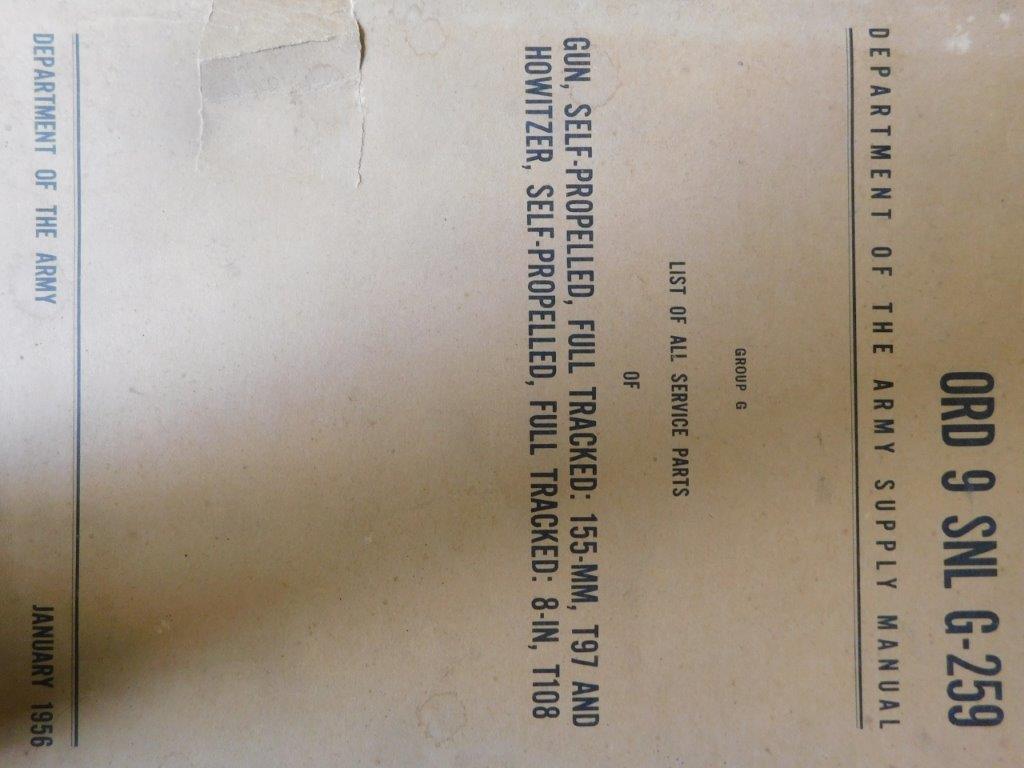 ORD 9 SNL G-259
DEPARTMENT OF THE ARMY SUPPLY MANUAL
GROUP G
LIST OF ALL SERVICE PARTS
OF
GUN, SELF-PROPELLED, FULL TRACKED: 155-MM, T97 AND
HOWITZER, SELF-PROPELLED, FULL TRACKED: 8-IN, T108
DEPARTMENT OF THE ARMY JANUARY 1956